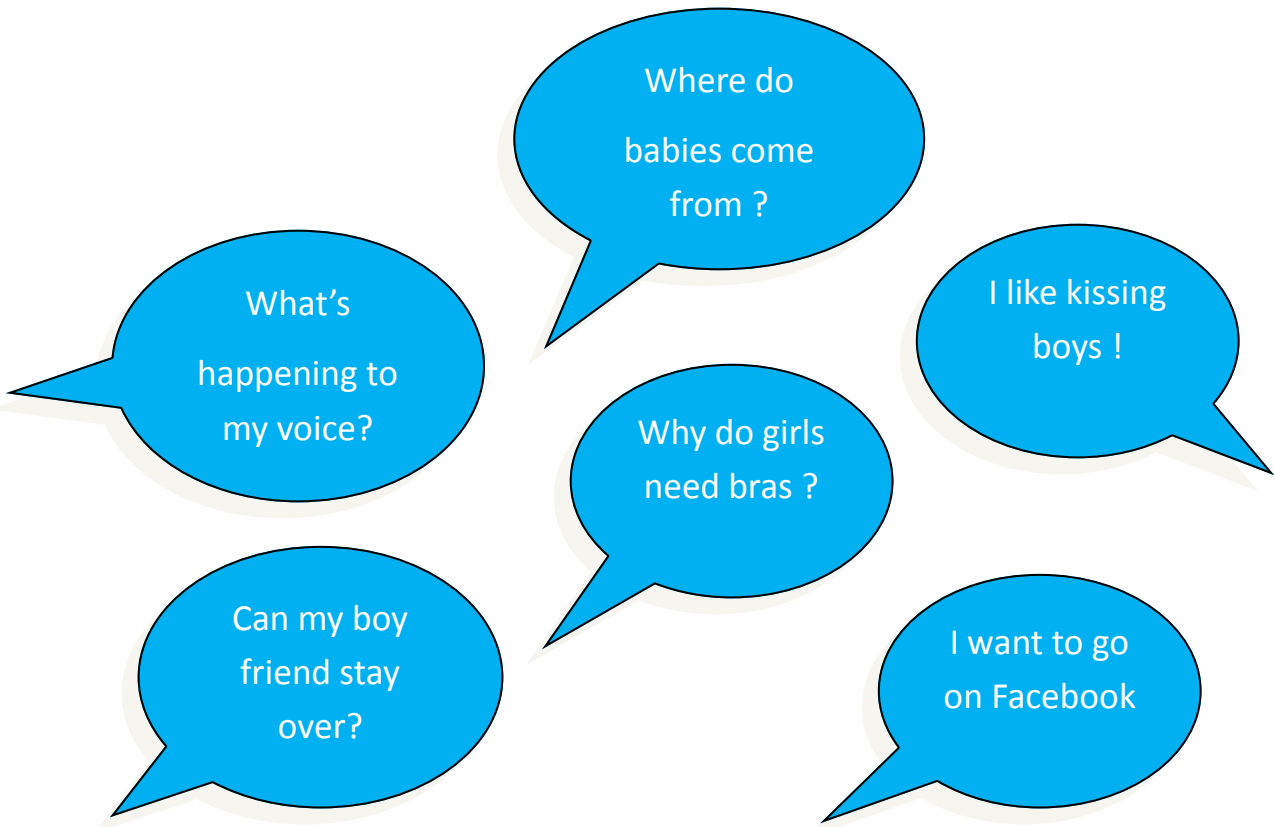 Where do
babies come
from ?
What’s
happening to
my voice?
I like kissing
boys !
Why do girls
need bras ?
Can my boy
friend stay
over?
I want to go
on Facebook